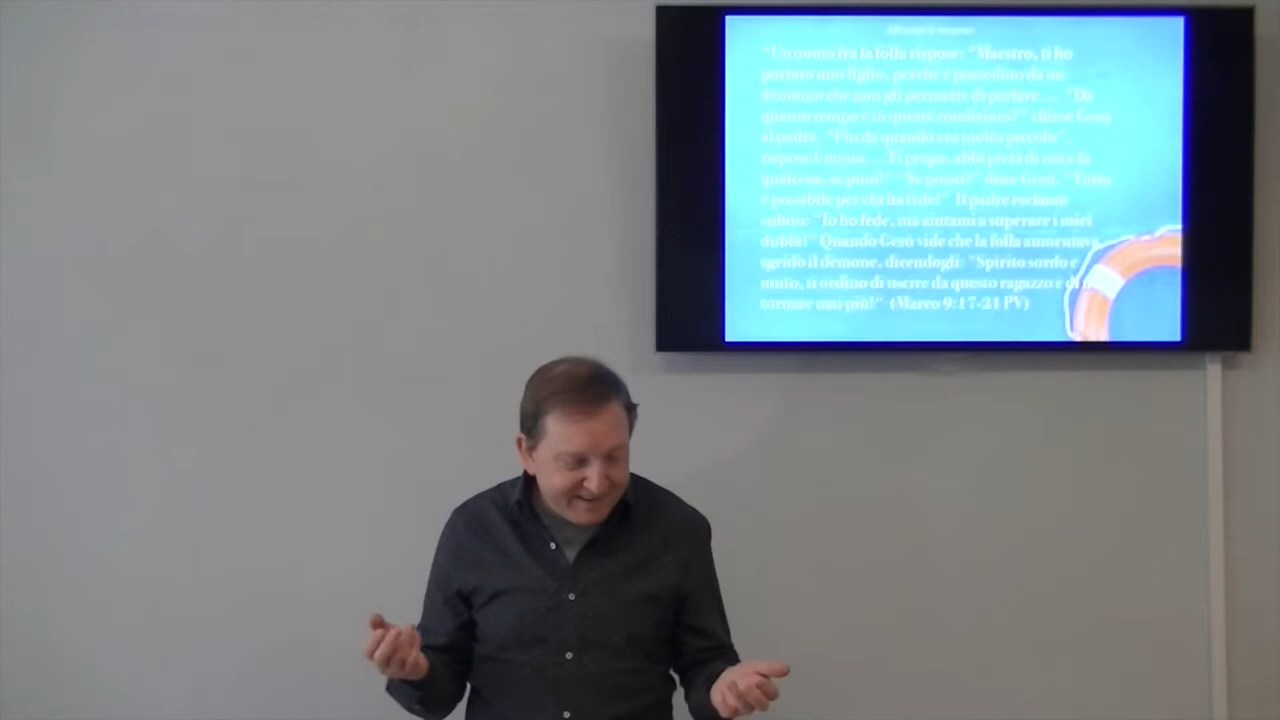 "Un uomo fra la folla rispose: "Maestro, ti ho
portato mio figlio, perché è posseduto da un
demonio che non gli permette di parlare.... "Da
quanto tempo è in queste condizioni?" chiese Gesù
al padre. "Fin da quando era molto piccolo",
rispose l'uomo. ...Ti prego, abbi pietà di noi e fa
qualcosa, se puoi!" "Se posso?" disse Gesù. "Tutto
è possibile per chi ha fede!" Il padre esclamò
subito: "Io ho fede, ma aiutami a superare i miei
dubbi!" Quando Gesù vide che la folla aumentava
sgridò il demone, dicendogli: "Spirito sordo e
muto, ti ordino di uscire da questo ragazzo e di
tornare mai più!" (Marco 9:17-21 PV)